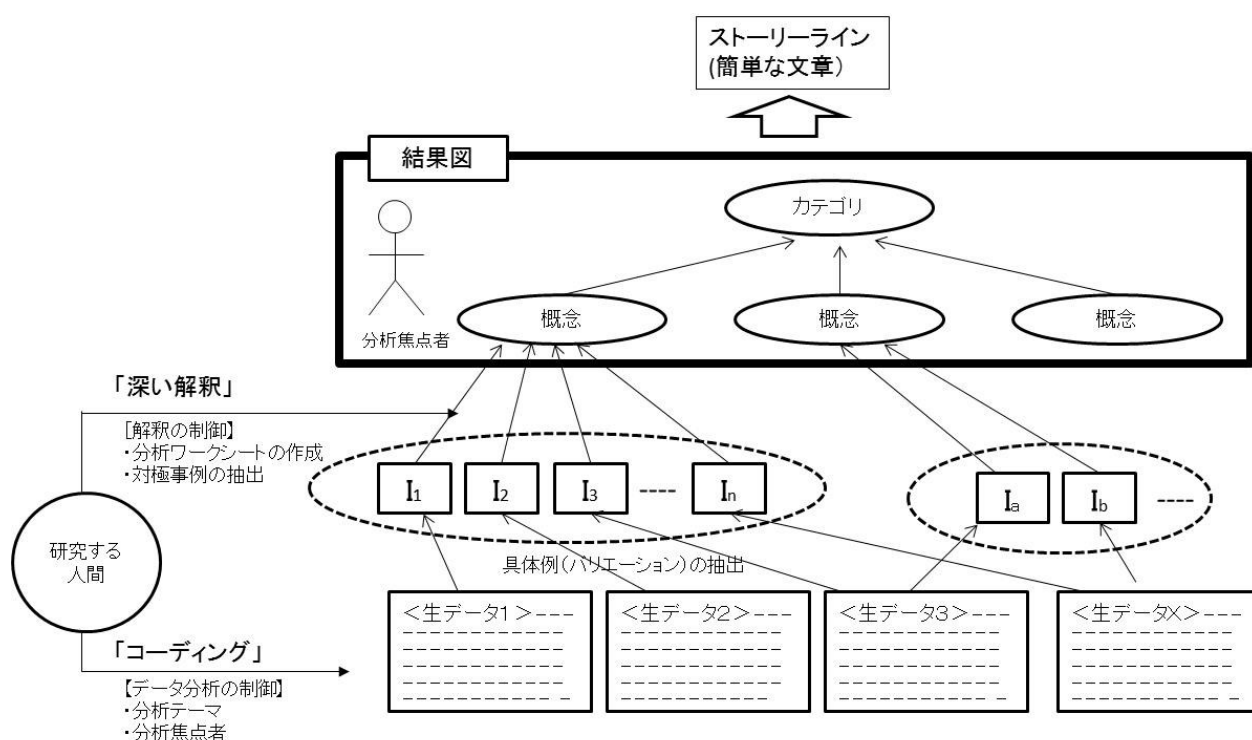 ストーリーライン
(簡単な文章）
結果図
カテゴリ
概念
概念
概念
分析焦点者
「深い解釈」
［解釈の制御】
・分析ワークシートの作成
・対極事例の抽出
I1
I2
I3
-----
In
Ia
Ib
-----
研究する
人間
具体例（バリエーション）の抽出
＜生データ１＞---
＜生データ2＞---
＜生データ３＞---
＜生データX＞---
「コーディング」
【データ分析の制御】
・分析テーマ
・分析焦点者